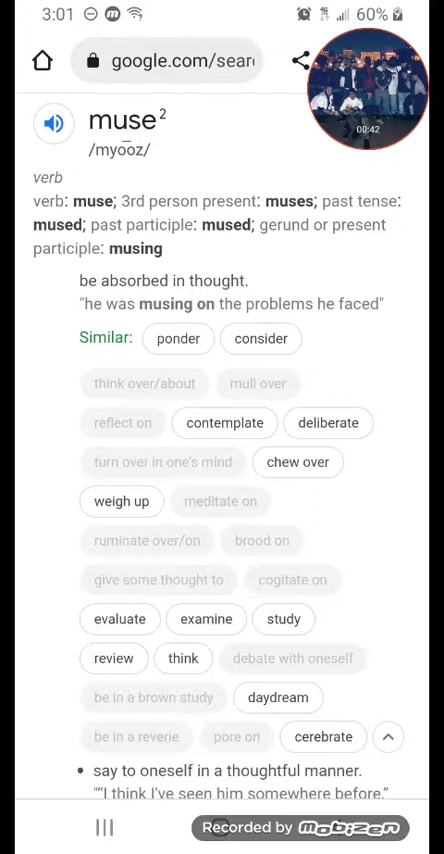 3:01 60%
google.com/sear
00:42
muse²
/myo͞oz/
verb
verb: muse; 3rd person present: muses; past tense:
mused; past participle: mused; gerund or present
participle: musing
be absorbed in thought.
"he was musing on the problems he faced"
Similar: ponder consider
think over/about mull over
reflect on contemplate deliberate
turn over in one's mind chew over
weigh up meditate on
ruminate over/on brood on
give some thought to cogitate on
evaluate examine study
review think debate with oneself
be in a brown study daydream
be in a reverie pore on cerebrate
• say to oneself in a thoughtful manner.
"“I think I've seen him somewhere before,”
Recorded by Mobizen